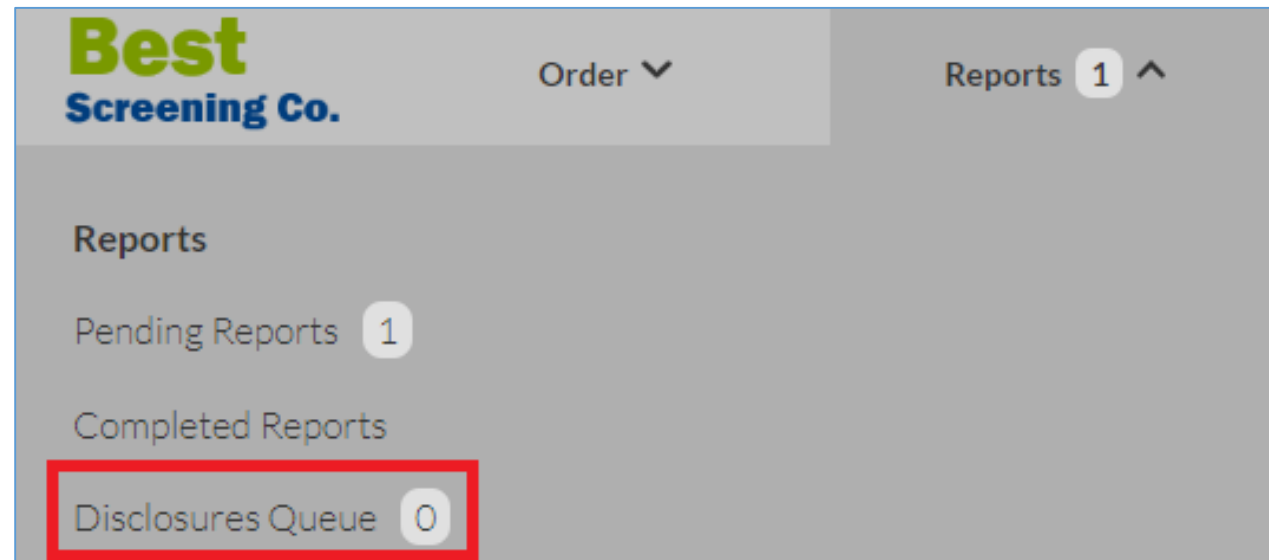 Best
Screening Co.
Order
Reports 1
Reports
Pending Reports 1
Completed Reports
Disclosures Queue 0